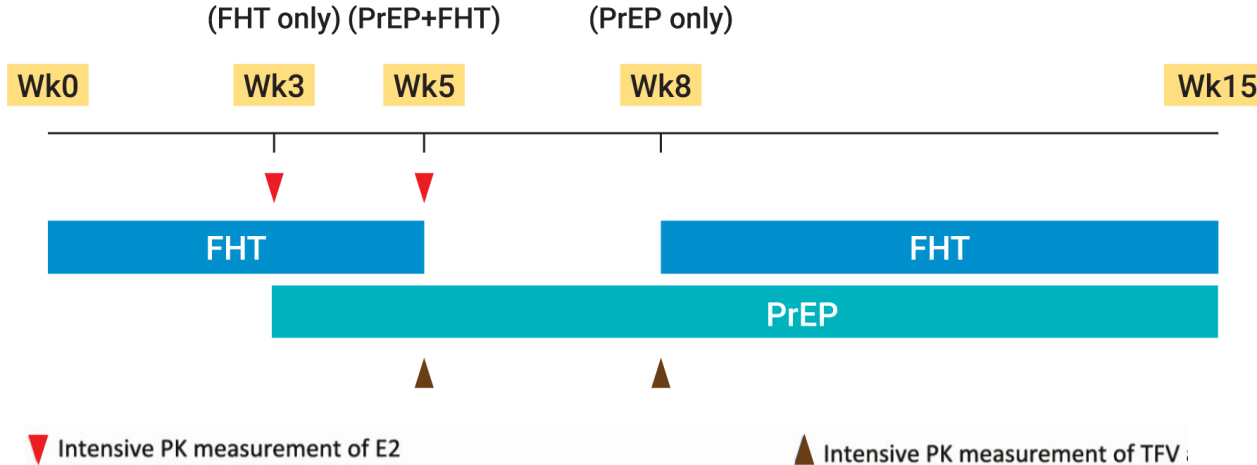 (FHT only) (PrEP+FHT) (PrEP only)
Wk0 Wk3 Wk5 Wk8 Wk15
FHT FHT
PrEP
Intensive PK measurement of E2 Intensive PK measurement of TFV